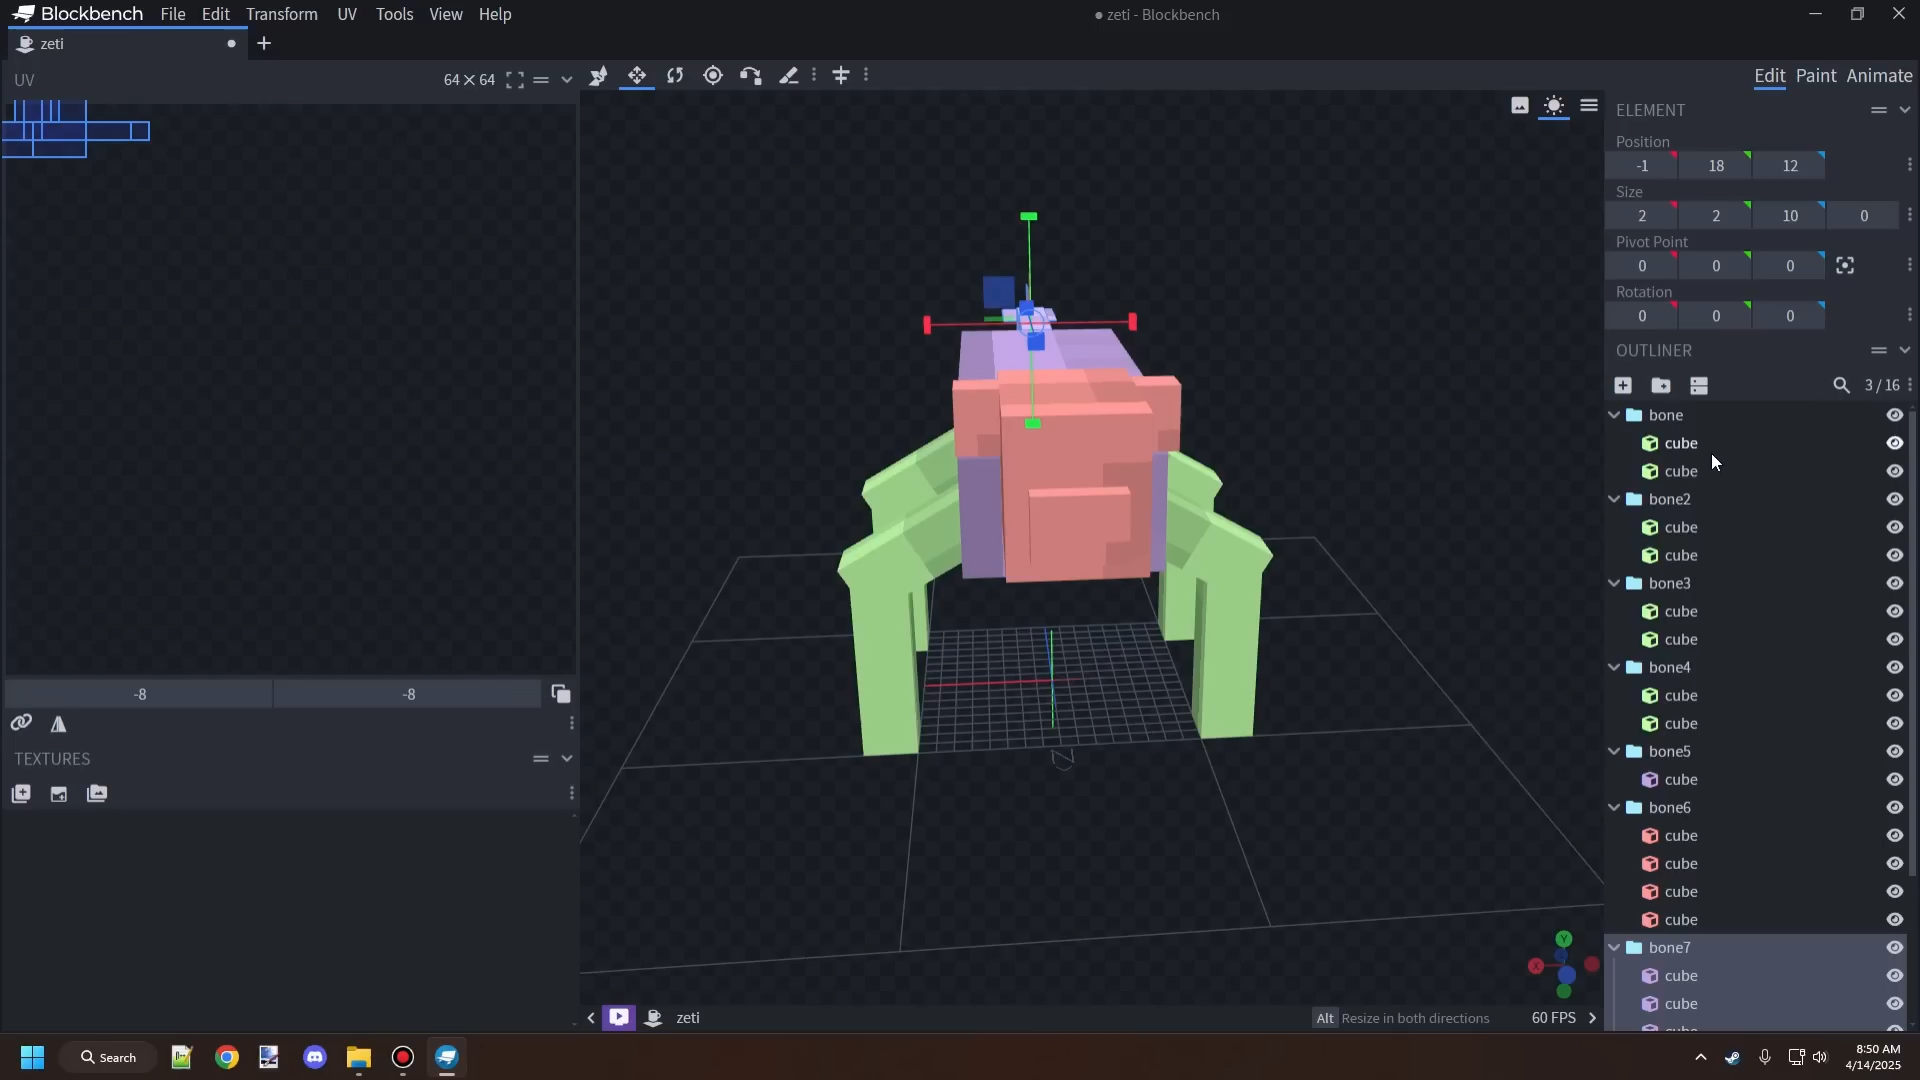 Blockbench File Edit Transform UV Tools View Help
● zeti - Blockbench
zeti
UV 64 × 64
Edit Paint Animate
ELEMENT
Position
-1 18 12
Size
2 2 10 0
Pivot Point
0 0 0
Rotation
0 0 0
OUTLINER
3 / 16
bone
cube
cube
bone2
cube
cube
bone3
cube
cube
bone4
cube
cube
bone5
cube
bone6
cube
cube
cube
cube
bone7
cube
cube
-8 -8
TEXTURES
Y
X
zeti
Alt Resize in both directions 60 FPS
Search
8:50 AM
4/14/2025